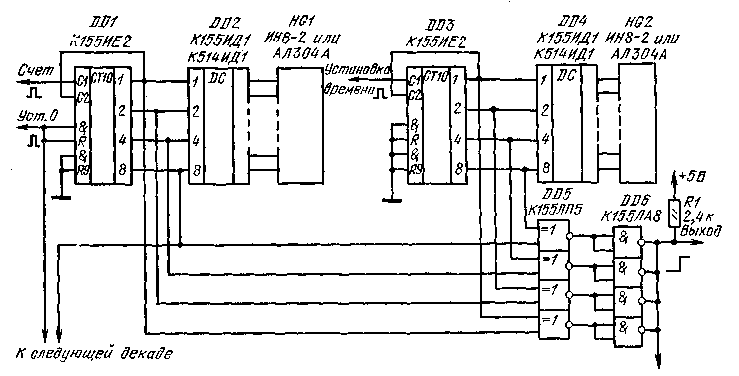 DD1
К155ИЕ2
DD2
К155ИД1
К514ИД1
HG1
ИН8-2 или
АЛ304А
DD3
К155ИЕ2
DD4
К155ИД1
К514ИД1
HG2
ИН8-2 или
АЛ304А
Счет
C1 СТ10 1
C2
2
Уст. 0
& 4
R
& 8
R9
1 DC
2
4
8
Установка
времени
C1 СТ10 1
C2
2
& 4
R
& 8
R9
1 DC
2
4
8
DD5
К155ЛП5
=1
=1
=1
=1
DD6
К155ЛА8
&
&
&
&
+5В
R1
2,4к
Выход
К следующей декаде